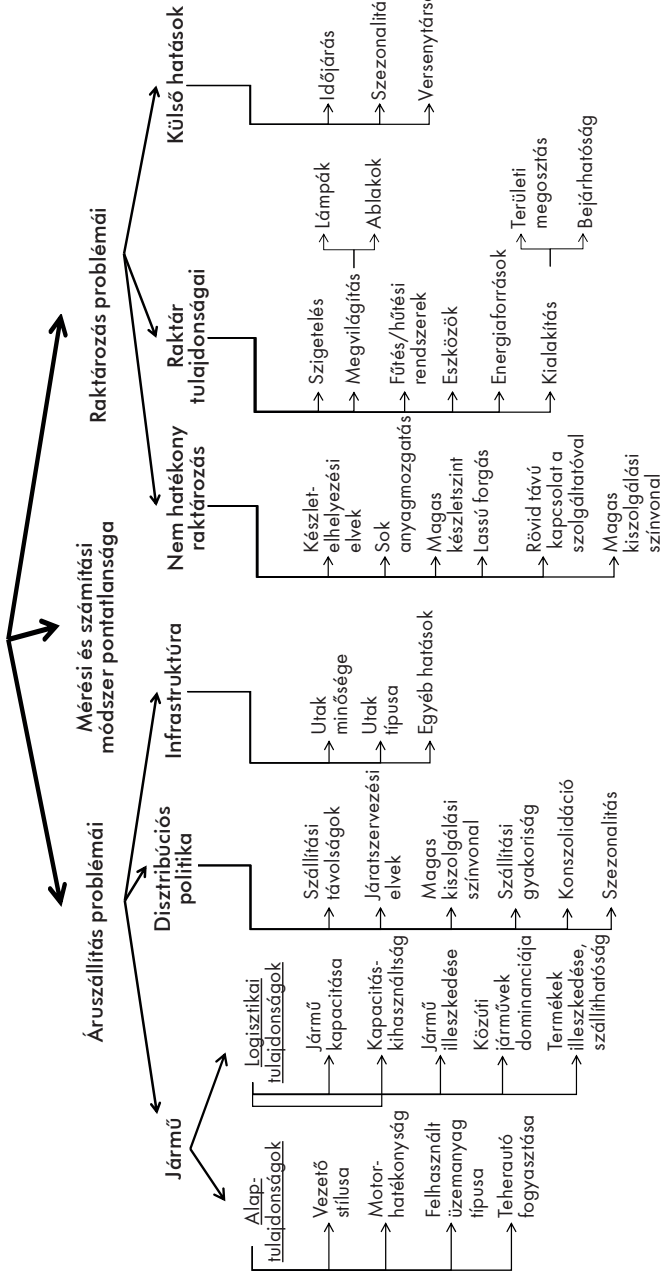 Áruszállítás problémái
Mérési és számítási
módszer pontatlansága
Raktározás problémái
Jármű
Disztribúciós
politika
Infrastruktúra
Nem hatékony
raktározás
Raktár
tulajdonságai
Külső hatások
Alap-
tulajdonságok
Vezető
stílusa
Motor-
hatékonyság
Felhasznált
üzemanyag
típusa
Teherautó
fogyasztása
Logisztikai
tulajdonságok
Jármű
kapacitása
Kapacitás-
kihasználtság
Jármű
illeszkedése
Közúti
járművek
dominanciája
Termékek
illeszkedése,
szállíthatóság
Szállítási
távolságok
Járatszervezési
elvek
Magas
kiszolgálási
színvonal
Szállítási
gyakoriság
Konszolidáció
Szezonalitás
Utak
minősége
Utak
típusa
Egyéb hatások
Készlet-
elhelyezési
elvek
Sok
anyagmozgatás
Magas
készletszint
Lassú forgás
Rövid távú
kapcsolat a
szolgáltatóval
Magas
kiszolgálási
színvonal
Szigetelés
Megvilágítás
Lámpák
Ablakok
Fűtés/hűtési
rendszerek
Eszközök
Energiaforrások
Kialakítás
Területi
megosztás
Bejárhatóság
Időjárás